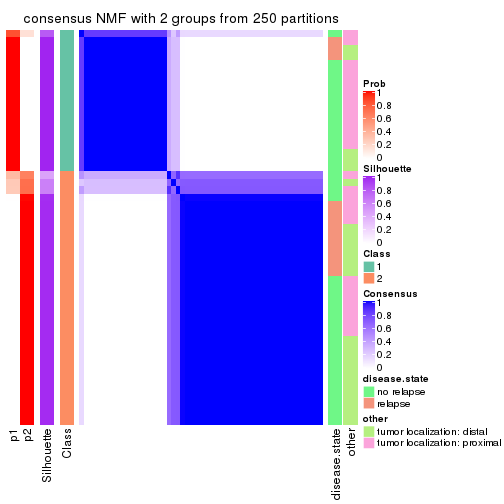 consensus NMF with 2 groups from 250 partitions
Prob
1
0.8
0.6
0.4
0.2
0
Silhouette
1
0.8
0.6
0.4
0.2
0
Class
1
2
Consensus
1
0.8
0.6
0.4
0.2
0
disease.state
no relapse
relapse
other
tumor localization: distal
tumor localization: proximal
p1
p2
Silhouette
Class
disease.state
other